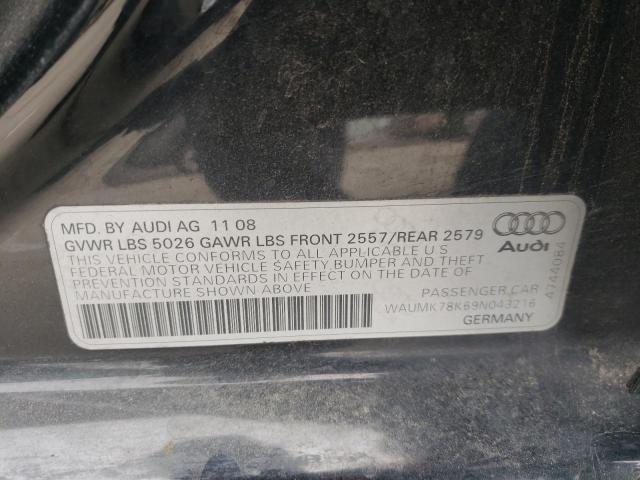 MFD. BY AUDI AG 11 08
GVWR LBS 5026 GAWR LBS FRONT 2557/REAR 2579
THIS VEHICLE CONFORMS TO ALL APPLICABLE U S
FEDERAL MOTOR VEHICLE SAFETY,BUMPER AND THEFT
PREVENTION STANDARDS IN EFFECT ON THE DATE OF
MANUFACTURE SHOWN ABOVE
PASSENGER CAR
WAUMK78K69N043216
GERMANY
Audi
4744084